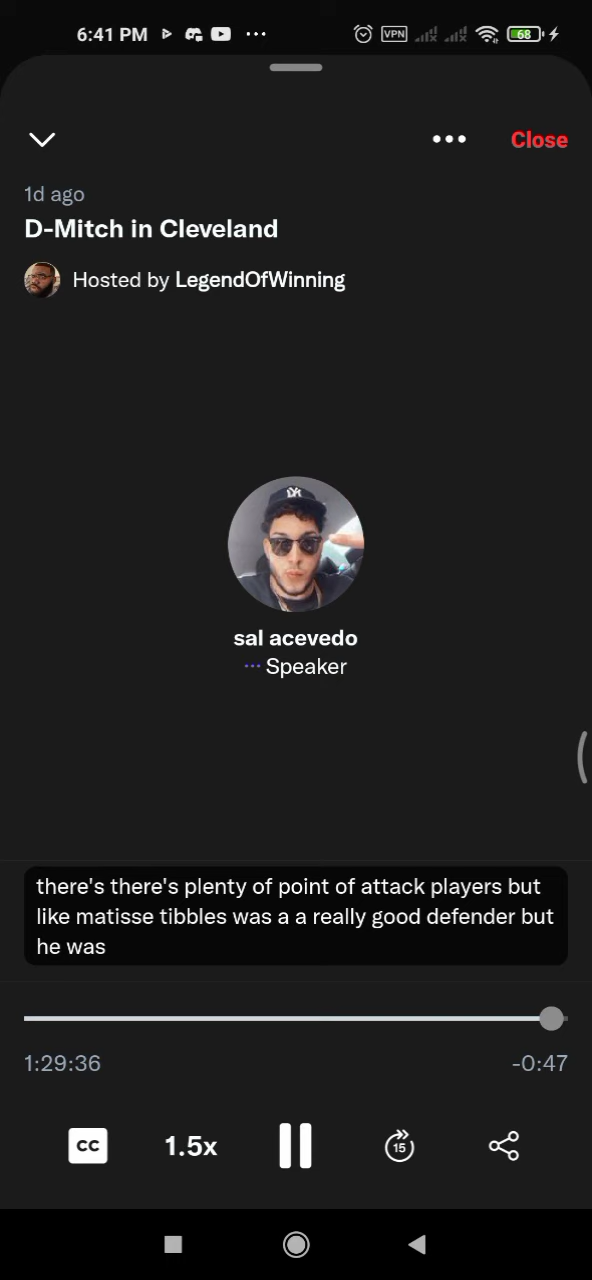 6:41 PM
VPN
68
Close
1d ago
D-Mitch in Cleveland
Hosted by LegendOfWinning
sal acevedo
Speaker
there's there's plenty of point of attack players but
like matisse tibbles was a a really good defender but
he was
1:29:36
-0:47
CC
1.5x
15